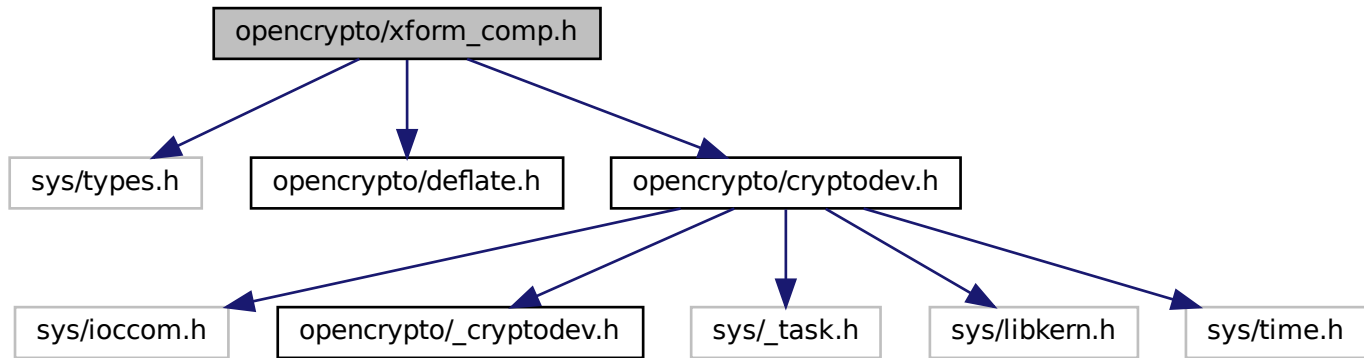 opencrypto/xform_comp.h
sys/types.h
opencrypto/deflate.h
opencrypto/cryptodev.h
sys/ioccom.h
opencrypto/_cryptodev.h
sys/_task.h
sys/libkern.h
sys/time.h